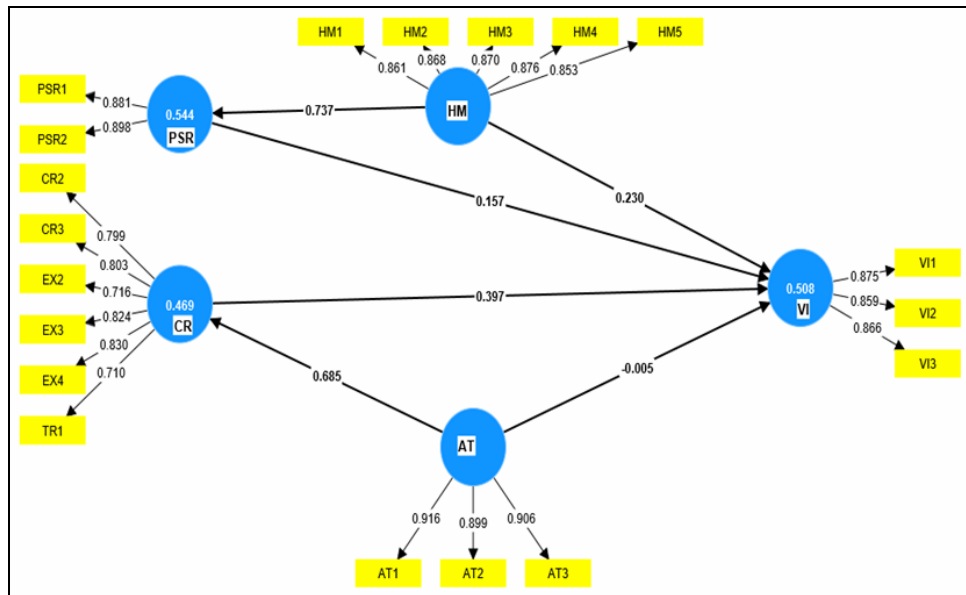 HM1
HM2
HM3
HM4
HM5
0.861
0.868
0.870
0.876
0.853
PSR1
PSR2
0.881
0.898
0.544
PSR
0.737
HM
0.157
0.230
CR2
CR3
EX2
EX3
EX4
TR1
0.799
0.803
0.716
0.824
0.830
0.710
0.469
CR
0.397
0.508
VI
0.875
0.859
0.866
VI1
VI2
VI3
0.685
-0.005
AT
0.916
0.899
0.906
AT1
AT2
AT3